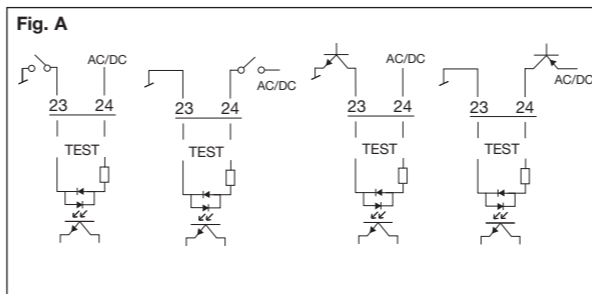 Fig. A
AC/DC
23 24
TEST
AC/DC
23 24
TEST
AC/DC
23 24
TEST
AC/DC
23 24
TEST